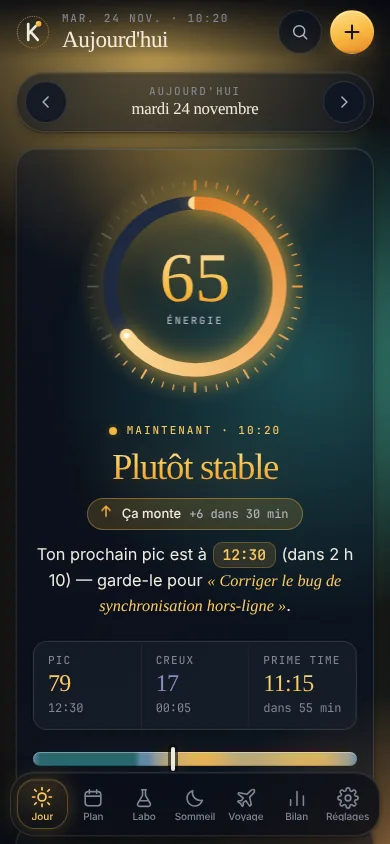 K
MAR. 24 NOV. · 10:20
Aujourd'hui
AUJOURD'HUI
mardi 24 novembre
65
ÉNERGIE
MAINTENANT · 10:20
Plutôt stable
Ça monte +6 dans 30 min
Ton prochain pic est à 12:30 (dans 2 h
10) — garde-le pour « Corriger le bug de
synchronisation hors-ligne ».
PIC CREUX PRIME TIME
79 17 11:15
12:30 00:05 dans 55 min
Jour Plan Labo Sommeil Voyage Bilan Réglages